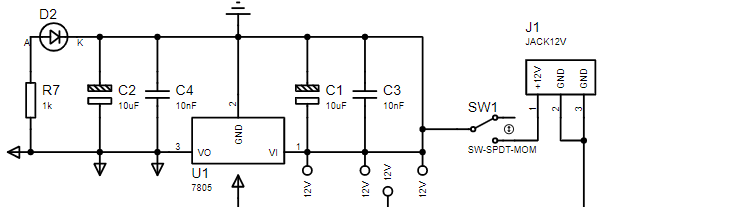 D2
A
K
R7
1k
C2
10uF
C4
10nF
2
GND
3
VO
VI
1
U1
7805
C1
10uF
C3
10nF
12V
12V
12V
12V
SW1
SW-SPDT-MOM
J1
JACK12V
+12V
GND
GND
1
2
3